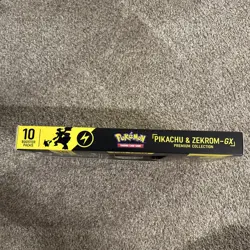 10
BOOSTER
PACKS
POKÉMON
TRADING CARD GAME
「PIKACHU & ZEKROM-GX」
PREMIUM COLLECTION